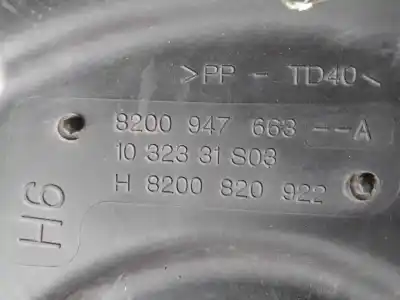 >PP - TD40<
8200 947 663 --A
10 323 31 S03
H 8200 820 922
H6